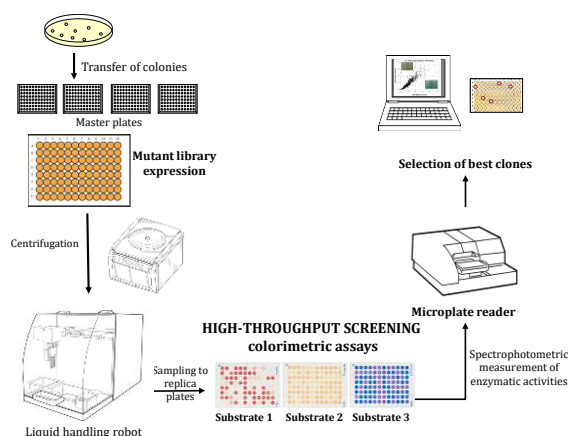 Transfer of colonies
Master plates
Mutant library
expression
Centrifugation
Liquid handling robot
Sampling to
replica
plates
HIGH-THROUGHPUT SCREENING
colorimetric assays
Substrate 1
Substrate 2
Substrate 3
Spectrophotometric
measurement of
enzymatic activities
Microplate reader
Selection of best clones